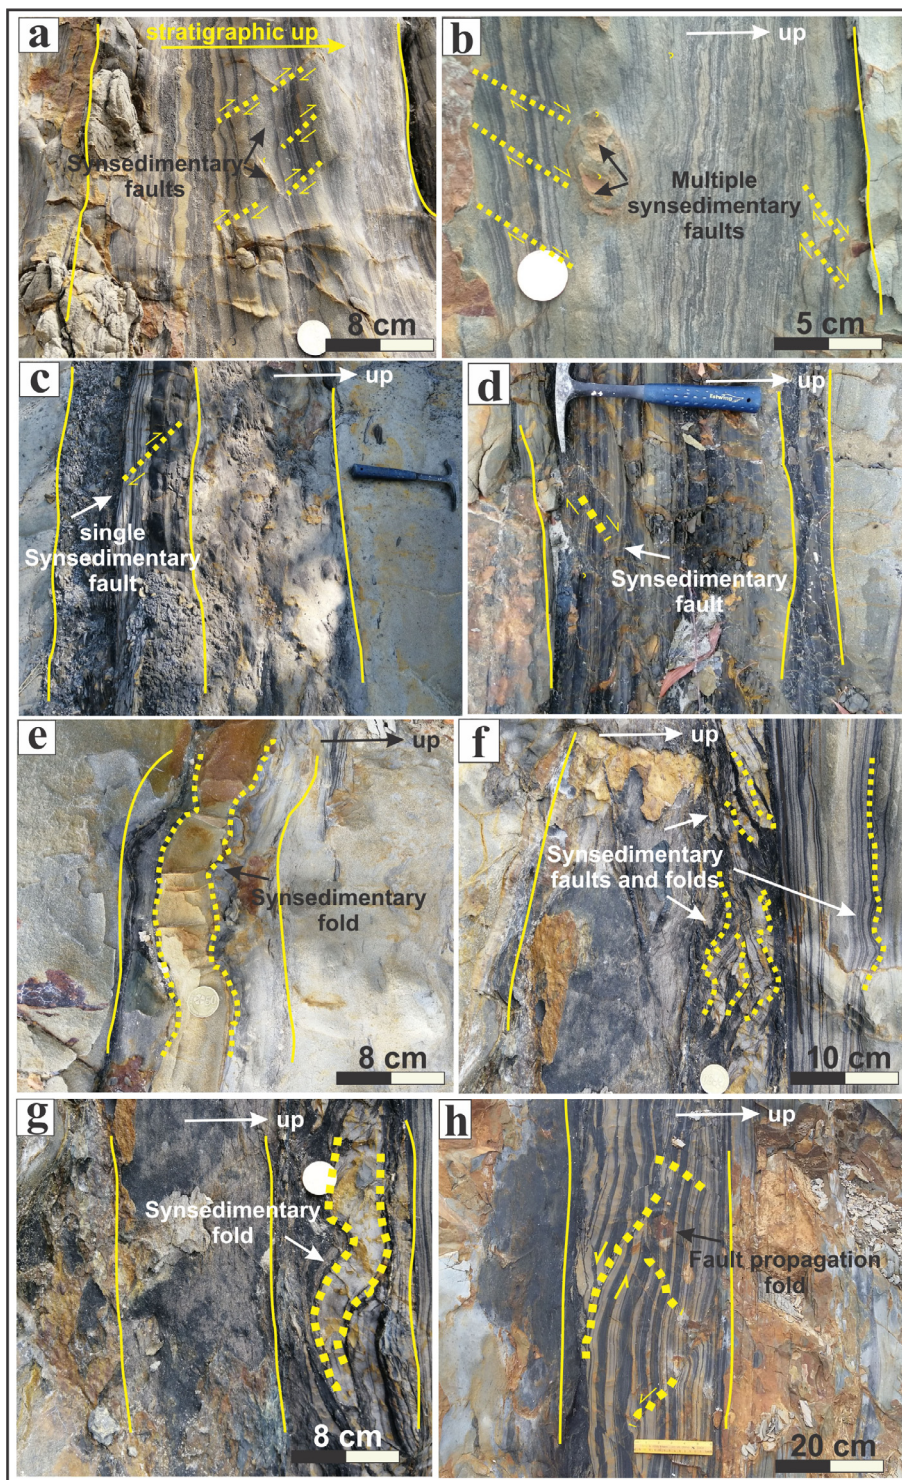 a
stratigraphic up
Synsedimentary
faults
8 cm
b
up
Multiple
synsedimentary
faults
5 cm
c
up
single
Synsedimentary
fault
d
up
Estwing
Synsedimentary
fault
e
up
Synsedimentary
fold
8 cm
f
up
Synsedimentary
faults and folds
10 cm
g
up
Synsedimentary
fold
8 cm
h
up
Fault propagation
fold
20 cm